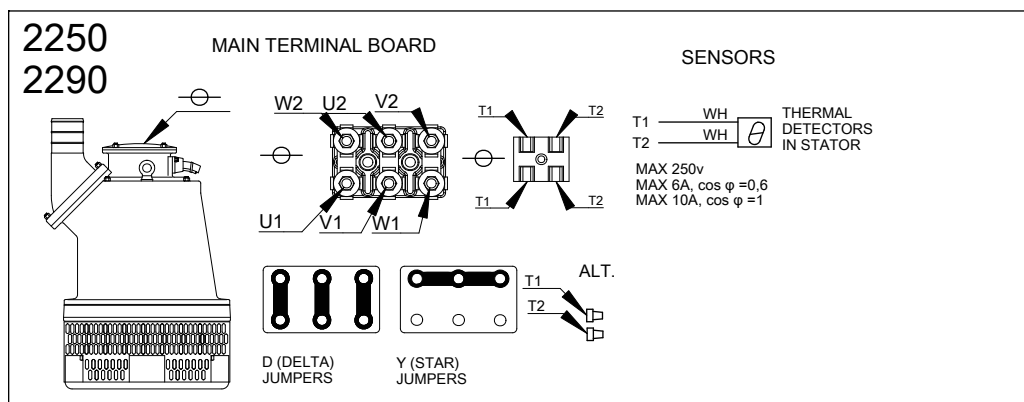 2250
2290
MAIN TERMINAL BOARD
SENSORS
W2 U2 V2
U1 V1 W1
T1 T2
T1 T2
T1 WH
T2 WH
THERMAL
DETECTORS
IN STATOR
MAX 250v
MAX 6A, cos φ =0,6
MAX 10A, cos φ =1
D (DELTA)
JUMPERS
Y (STAR)
JUMPERS
ALT.
T1
T2